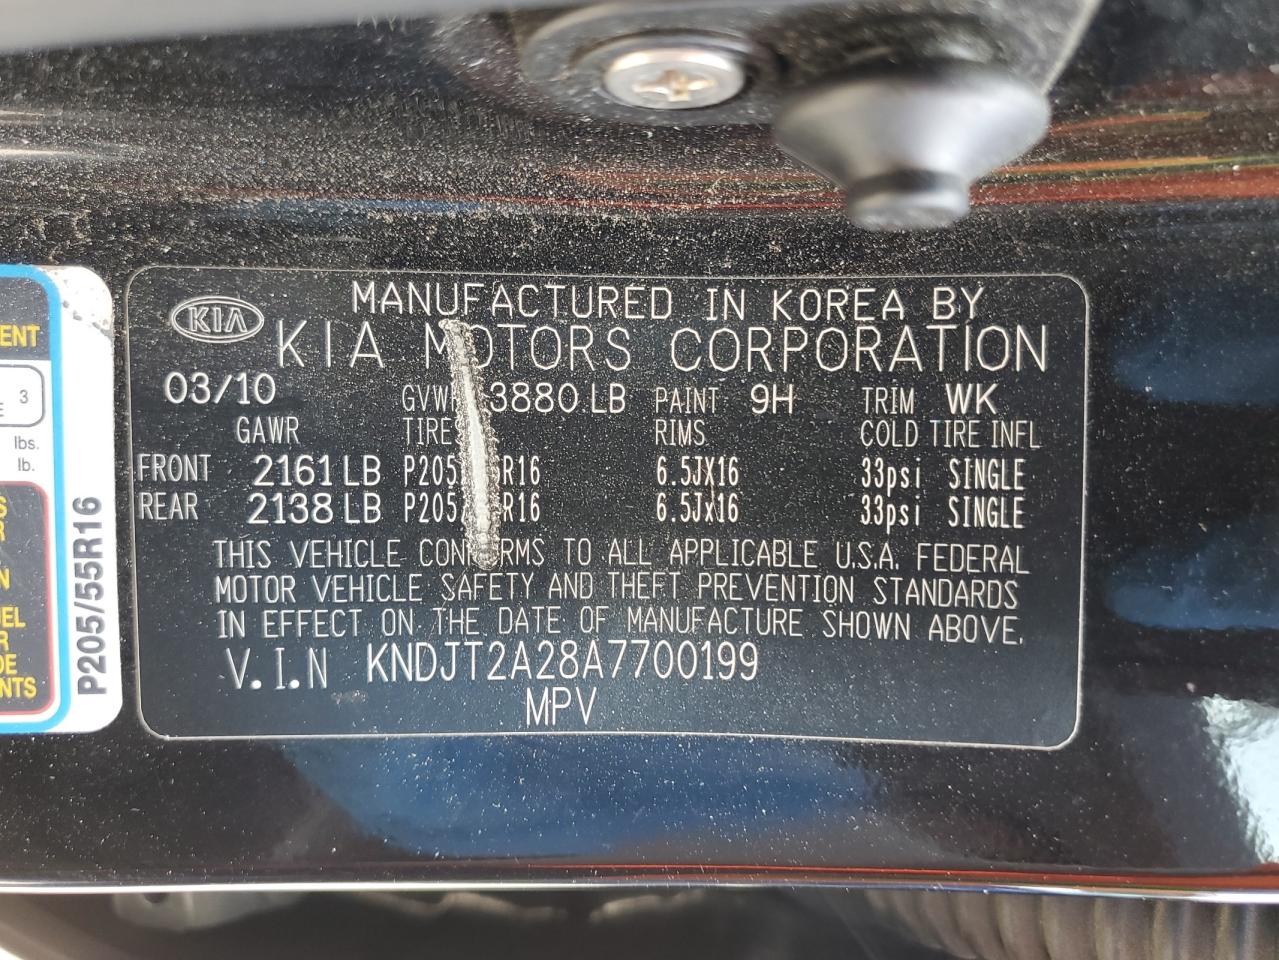 MANUFACTURED IN KOREA BY
KIA KIA MOTORS CORPORATION
03/10 GVWR 3880 LB PAINT 9H TRIM WK
GAWR TIRE RIMS COLD TIRE INFL
FRONT 2161 LB 6.5JX16 33psi SINGLE
REAR 2138 LB 6.5Jx16 33psi SINGLE
THIS VEHICLE CONFORMS TO ALL APPLICABLE U.S.A. FEDERAL
MOTOR VEHICLE SAFETY AND THEFT PREVENTION STANDARDS
IN EFFECT ON THE DATE OF MANUFACTURE SHOWN ABOVE.
V.I.N KNDJT2A28A7700199
MPV
P205/55R16
3
lbs.
lb.